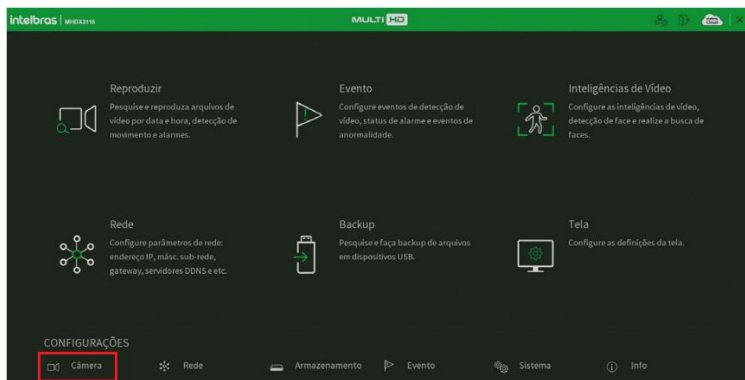 intelbras | MHDX3116
MULTI HD
Reproduzir
Pesquise e reproduza arquivos de
vídeo por data e hora, detecção de
movimento e alarmes.
Evento
Configure eventos de detecção de
vídeo, status de alarme e eventos de
anormalidade.
Inteligências de Vídeo
Configure as inteligências de vídeo,
detecção de face e realize a busca de
faces.
Rede
Configure parâmetros de rede:
endereço IP, másc. sub-rede,
gateway, servidores DDNS e etc.
Backup
Pesquise e faça backup de arquivos
em dispositivos USB.
Tela
Configure as definições da tela.
CONFIGURAÇÕES
Câmera
Rede
Armazenamento
Evento
Sistema
Info